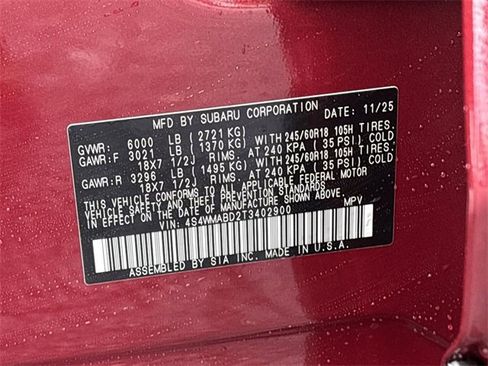 MFD BY SUBARU CORPORATION DATE: 11/25
GVWR: 6000 LB ( 2721 KG)
GAWR: F 3021 LB ( 1370 KG) WITH 245/60R18 105H TIRES.
18X7 1/2J RIMS. AT 240 KPA ( 35 PSI) COLD
GAWR: R 3296 LB ( 1495 KG) WITH 245/60R18 105H TIRES.
18X7 1/2J RIMS. AT 240 KPA ( 35 PSI) COLD
THIS VEHICLE CONFORMS TO ALL APPLICABLE FEDERAL MOTOR
VEHICLE SAFETY AND THEFT PREVENTION STANDARDS
IN EFFECT ON THE DATE OF MANUFACTURE SHOWN ABOVE.
VIN: 4S4WMABD2T3402900 MPV
ASSEMBLED BY SIA INC. MADE IN U.S.A.